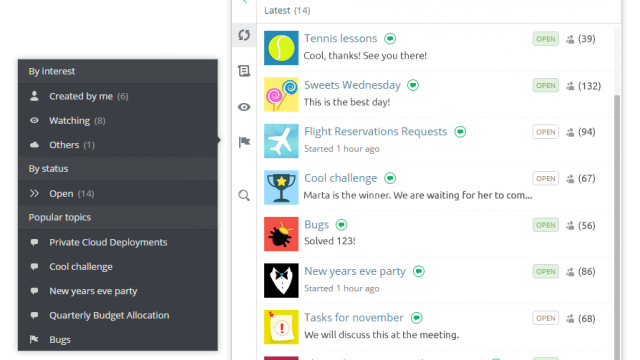 By interest
Created by me (6)
Watching (8)
Others (1)
By status
Open (14)
Popular topics
Private Cloud Deployments
Cool challenge
New years eve party
Quarterly Budget Allocation
Bugs
Latest (14)
Tennis lessons OPEN (39)
Cool, thanks! See you there!
Sweets Wednesday OPEN (132)
This is the best day!
Flight Reservations Requests OPEN (94)
Started 1 hour ago
Cool challenge OPEN (67)
Marta is the winner. We are waiting for her to com...
Bugs OPEN (56)
Solved 123!
New years eve party OPEN (86)
Started 1 hour ago
Tasks for november OPEN (68)
We will discuss this at the meeting.